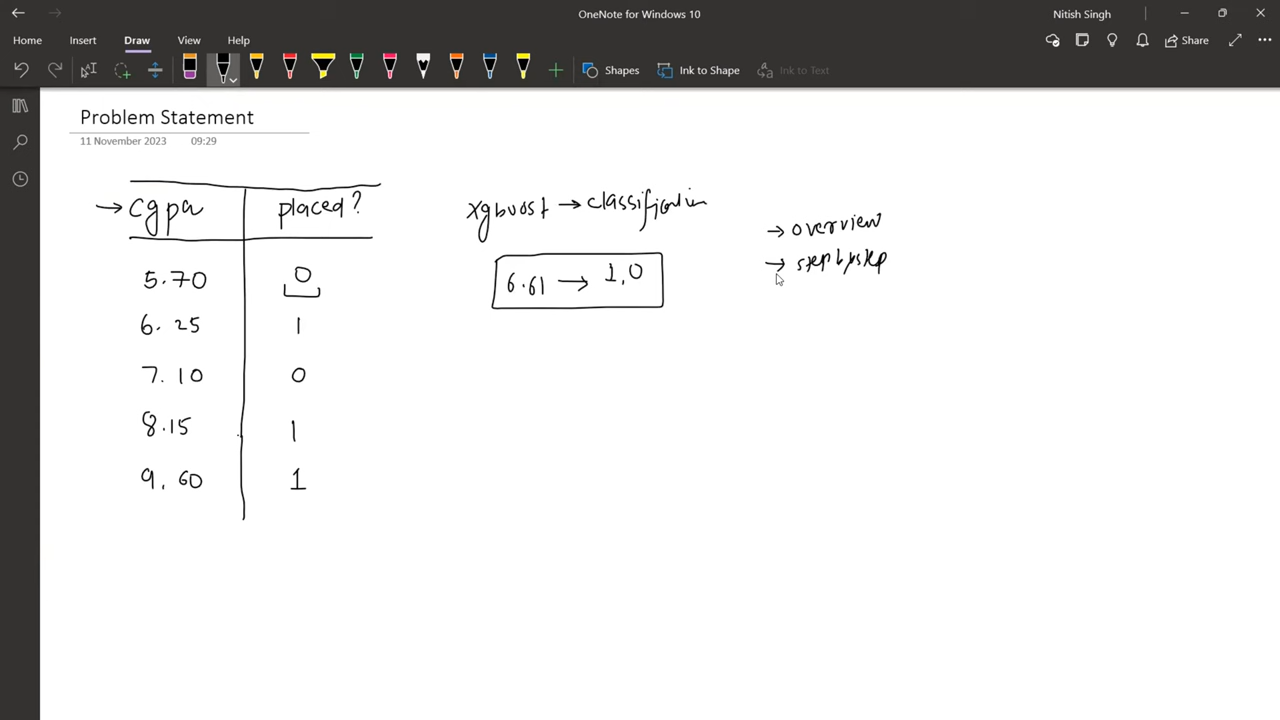 OneNote for Windows 10
Nitish Singh
Home Insert Draw View Help
Share
Shapes Ink to Shape Ink to Text
Problem Statement
11 November 2023 09:29
cgpa placed?
5.70 0
6.25 1
7.10 0
8.15 1
9.60 1
xgboost → classification
6.61 → 1,0
→ overview
→ step by step